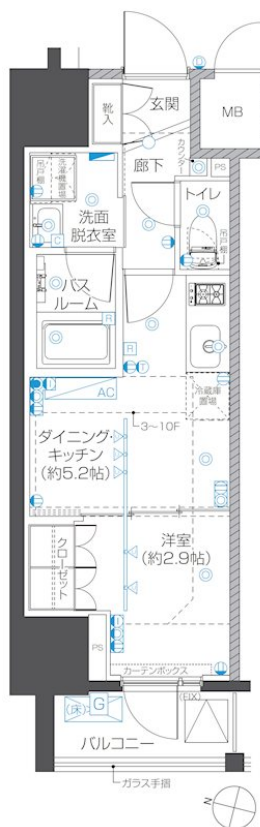 玄関
靴入
MB
カウンター
廊下
PS
吊戸棚
洗濯機置場
トイレ
洗面
脱衣室
吊戸棚
C
バス
ルーム
R
R
T
冷蔵庫
置場
AC
3～10F
ダイニング・
キッチン
(約5.2帖)
洋室
(約2.9帖)
クローゼット
PS
カーテンボックス
(FIX)
(床)
G
バルコニー
ガラス手摺
N